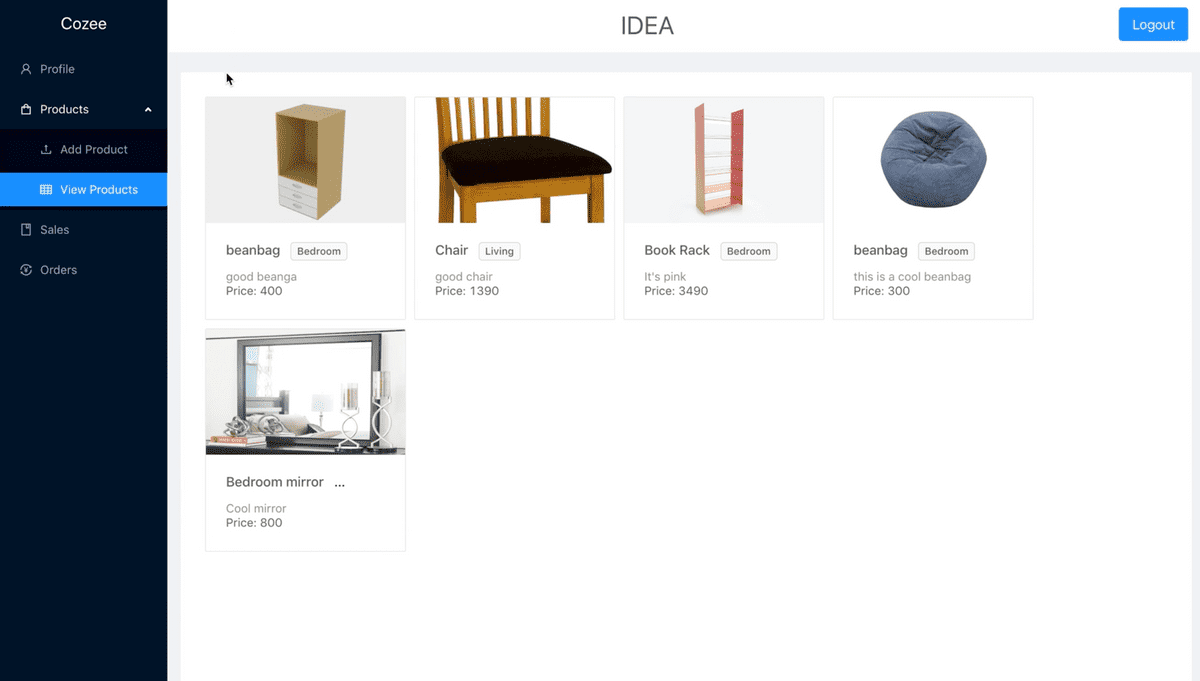 Cozee
IDEA
Logout
Profile
Products
Add Product
View Products
Sales
Orders
beanbag Bedroom
good beanga
Price: 400
Chair Living
good chair
Price: 1390
Book Rack Bedroom
It's pink
Price: 3490
beanbag Bedroom
this is a cool beanbag
Price: 300
Bedroom mirror ...
Cool mirror
Price: 800